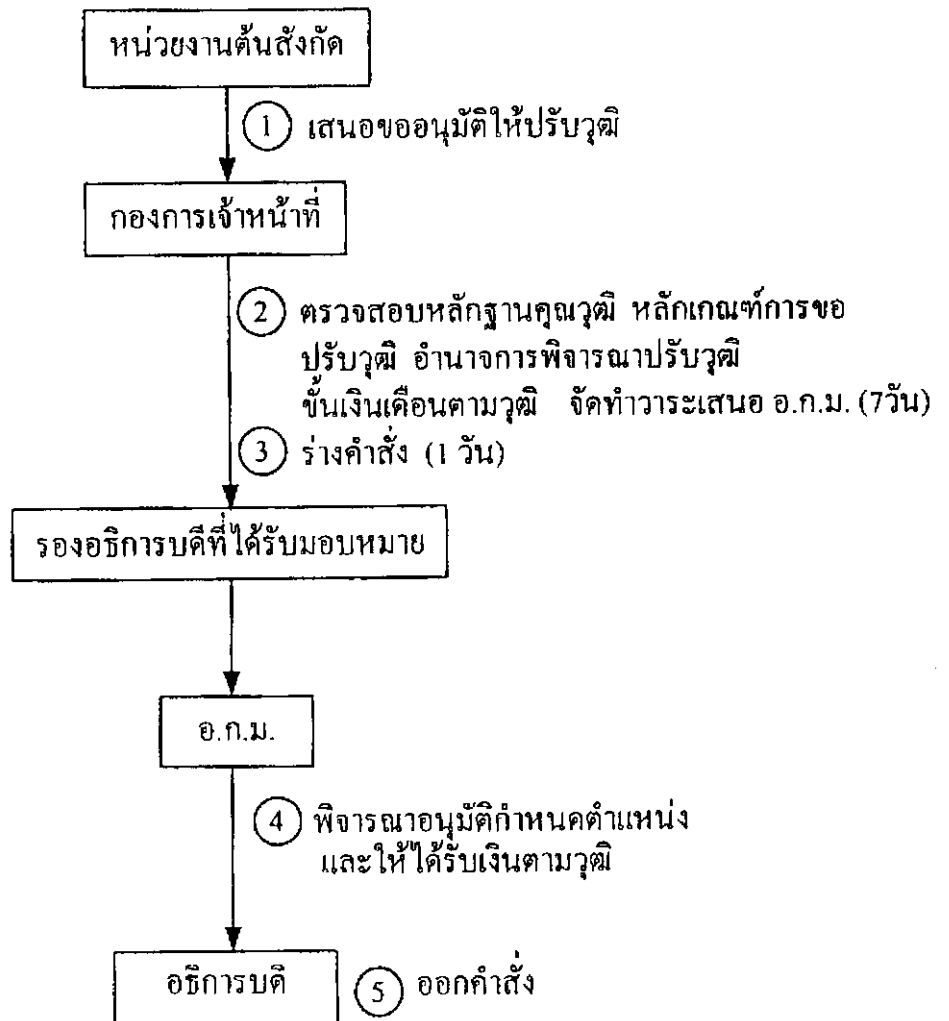 หน่วยงานต้นสังกัด
1 เสนอขออนุมัติให้ปรับวุฒิ
กองการเจ้าหน้าที่
2 ตรวจสอบหลักฐานคุณวุฒิ หลักเกณฑ์การขอ
ปรับวุฒิ อำนาจการพิจารณาปรับวุฒิ
ขั้นเงินเดือนตามวุฒิ จัดทำวาระเสนอ อ.ก.ม. (7วัน)
3 ร่างคำสั่ง (1 วัน)
รองอธิการบดีที่ได้รับมอบหมาย
อ.ก.ม.
4 พิจารณาอนุมัติกำหนดตำแหน่ง
และให้ได้รับเงินตามวุฒิ
อธิการบดี 5 ออกคำสั่ง